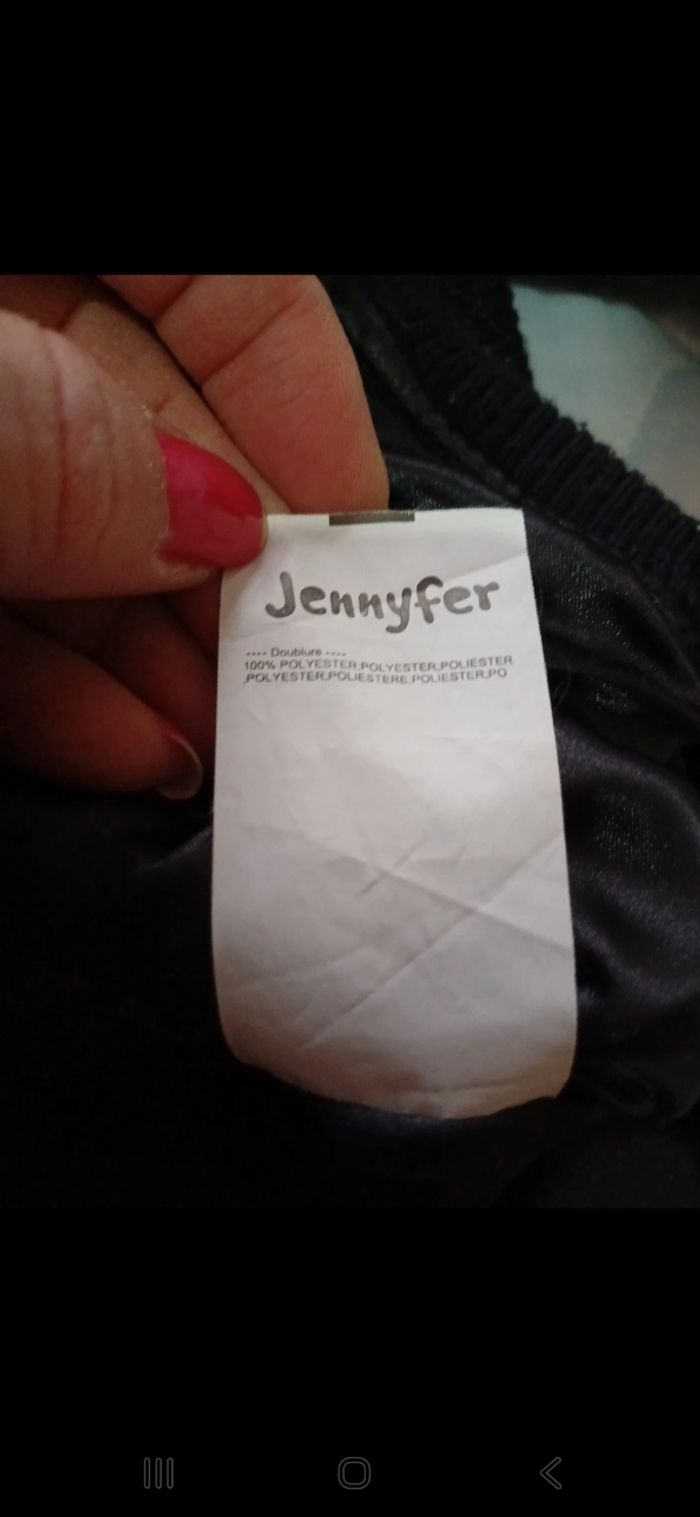 Jennyfer
---- Doublure ----
100% POLYESTER,POLYESTER,POLIESTER
,POLYESTER,POLIESTERE,POLIESTER,PO